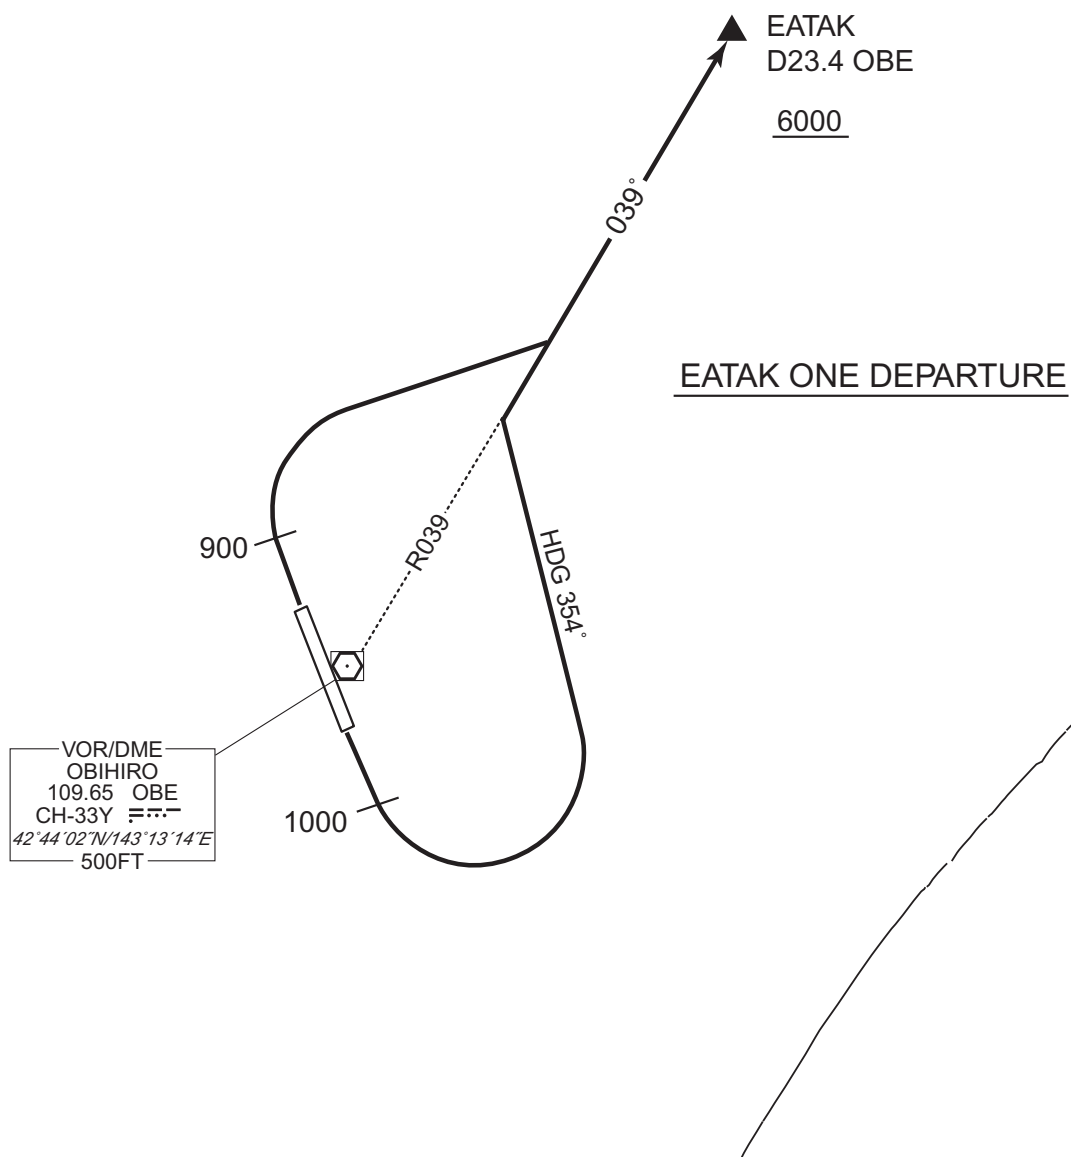 EATAK
D23.4 OBE
6000
039°
EATAK ONE DEPARTURE
R039
900
HDG 354°
VOR/DME
OBIHIRO
109.65 OBE
CH-33Y
42°44′02″N/143°13′14″E
500FT
1000